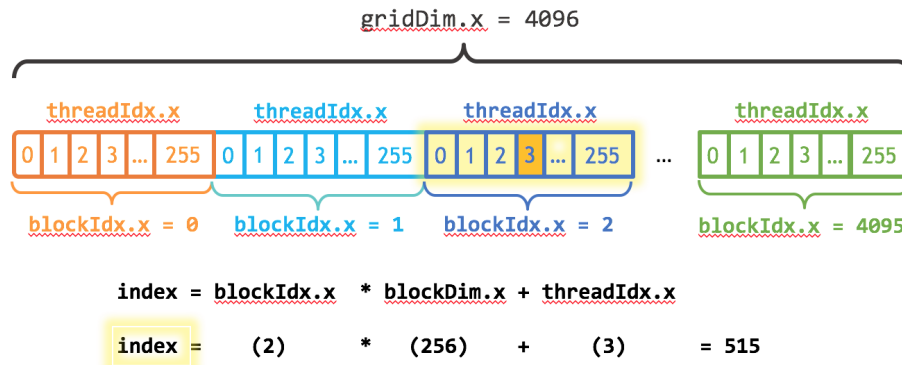 gridDim.x = 4096
threadIdx.x threadIdx.x threadIdx.x threadIdx.x
0 1 2 3 ... 255 0 1 2 3 ... 255 0 1 2 3 ... 255 ... 0 1 2 3 ... 255
blockIdx.x = 0 blockIdx.x = 1 blockIdx.x = 2 blockIdx.x = 4095
index = blockIdx.x * blockDim.x + threadIdx.x
index = (2) * (256) + (3) = 515